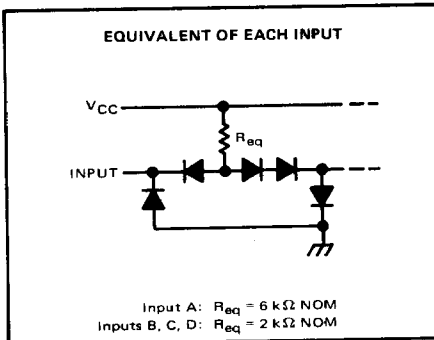 EQUIVALENT OF EACH INPUT
VCC
Req
INPUT
Input A: Req = 6 kΩ NOM
Inputs B, C, D: Req = 2 kΩ NOM